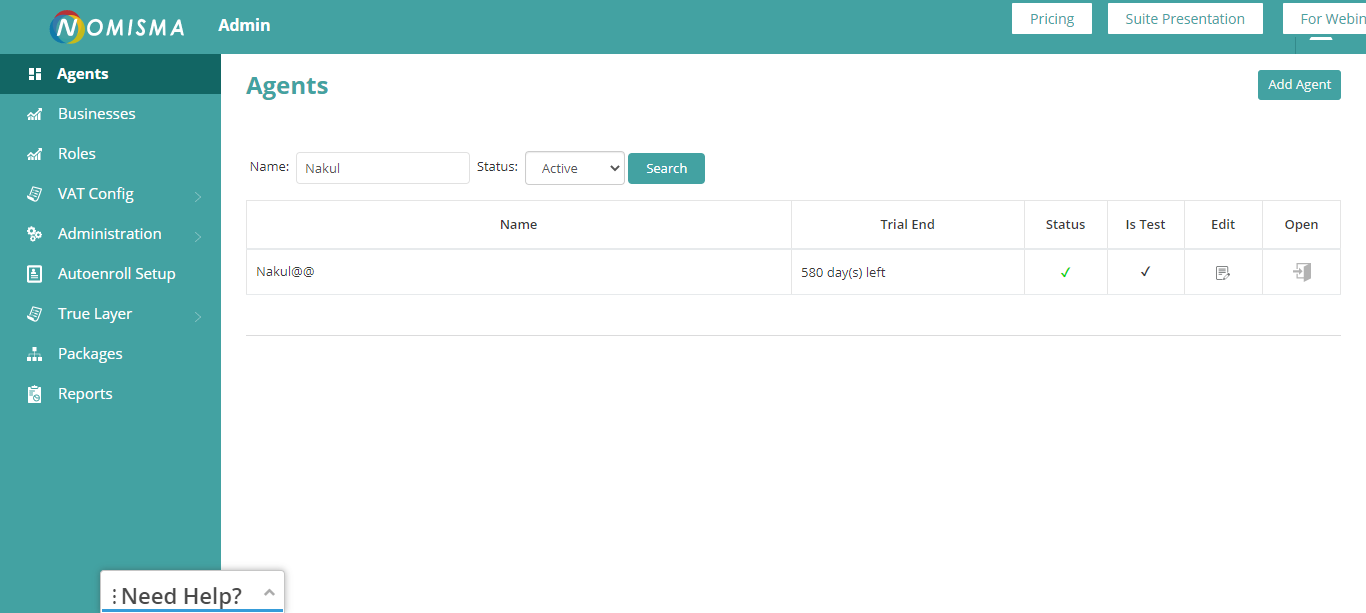 NOMISMA Admin Pricing Suite Presentation For Webin
Agents
Businesses
Roles
VAT Config
Administration
Autoenroll Setup
True Layer
Packages
Reports
Agents Add Agent
Name: Nakul Status: Active Search
Name Trial End Status Is Test Edit Open
Nakul@@ 580 day(s) left
Need Help?